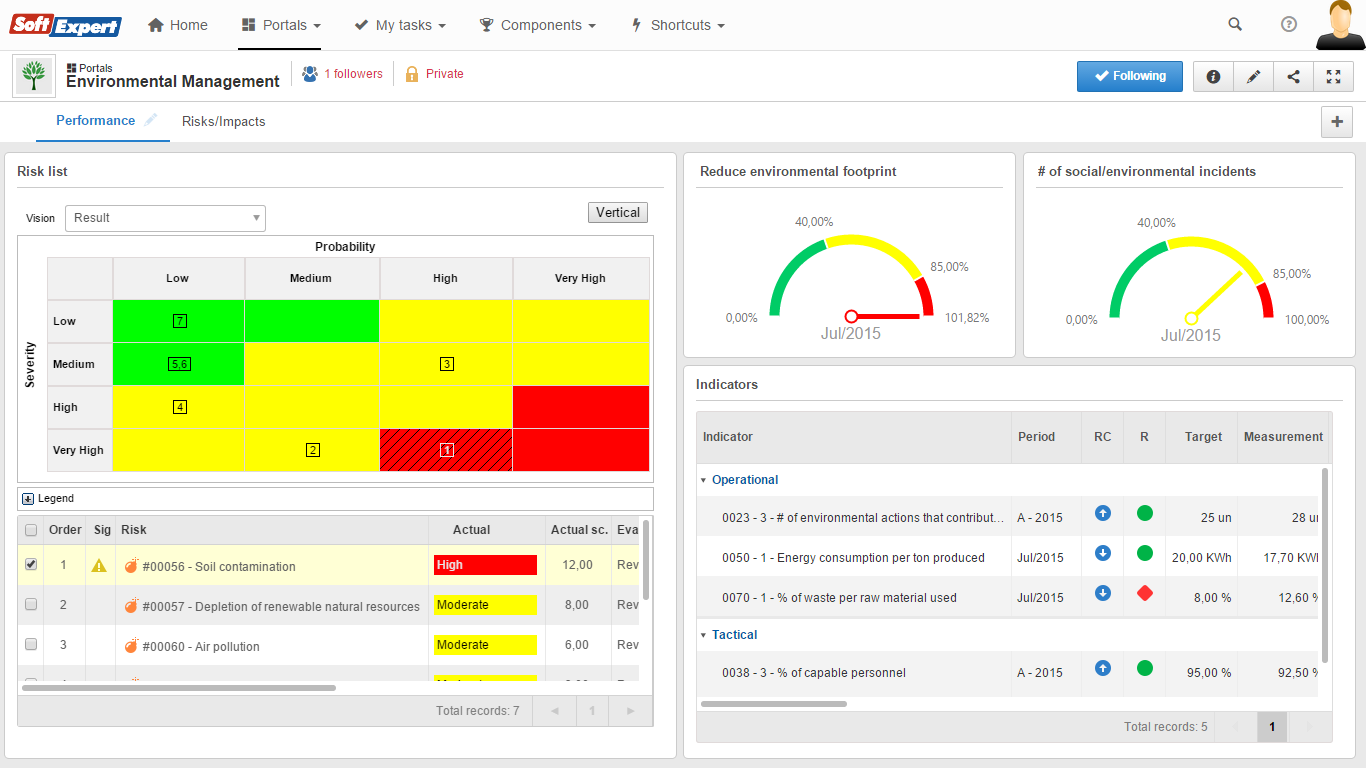 Soft Expert
Home
Portals
My tasks
Components
Shortcuts
Portals
Environmental Management
1 followers
Private
Following
Performance
Risks/Impacts
Risk list
Vision
Result
Vertical
Probability
Low Medium High Very High
Severity
Low 7
Medium 5,6 3
High 4
Very High 2 1
Legend
Order Sig Risk Actual Actual sc. Eva
1 #00056 - Soil contamination High 12,00 Rev
2 #00057 - Depletion of renewable natural resources Moderate 8,00 Rev
3 #00060 - Air pollution Moderate 6,00 Rev
Total records: 7
1
Reduce environmental footprint
40,00%
85,00%
0,00%
101,82%
Jul/2015
# of social/environmental incidents
40,00%
85,00%
0,00%
100,00%
Jul/2015
Indicators
Indicator Period RC R Target Measurement
Operational
0023 - 3 - # of environmental actions that contribut... A - 2015 25 un 28 un
0050 - 1 - Energy consumption per ton produced Jul/2015 20,00 KWh 17,70 KWh
0070 - 1 - % of waste per raw material used Jul/2015 8,00 % 12,60 %
Tactical
0038 - 3 - % of capable personnel A - 2015 95,00 % 92,50 %
Total records: 5
1